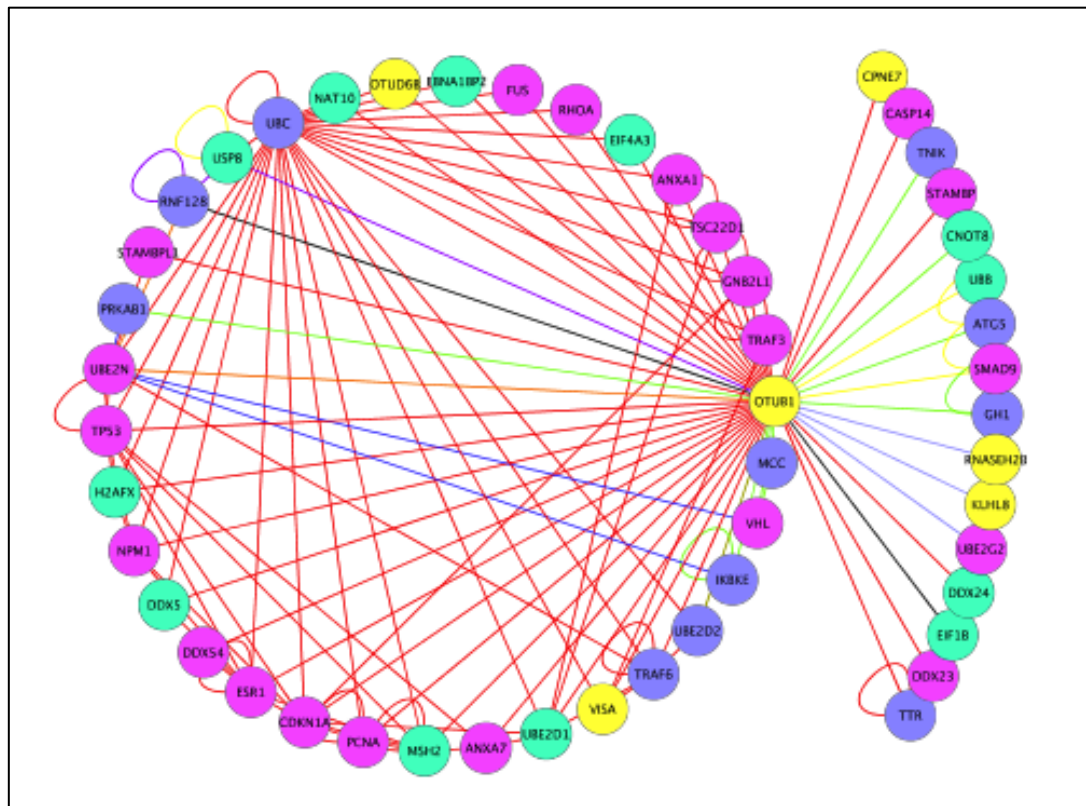 CPNE7
OTUD6B
EBNA1BP2
FUS
NAT10
RHOA
CASP14
UBC
EIF4A3
TNIK
USP8
ANXA1
STAMBP
RNF128
TSC22D1
CNOT8
STAMBPL1
GNB2L1
UBB
PRKAB1
ATG5
TRAF3
UBE2N
SMAD9
OTUB1
GH1
TP53
MCC
RNASEH2B
H2AFX
KLHL8
VHL
NPM1
UBE2G2
IKBKE
DDX24
DDX5
UBE2D2
EIF1B
DDX54
TRAF6
DDX23
ESR1
VISA
TTR
CDKN1A
UBE2D1
PCNA
MSH2
ANXA7